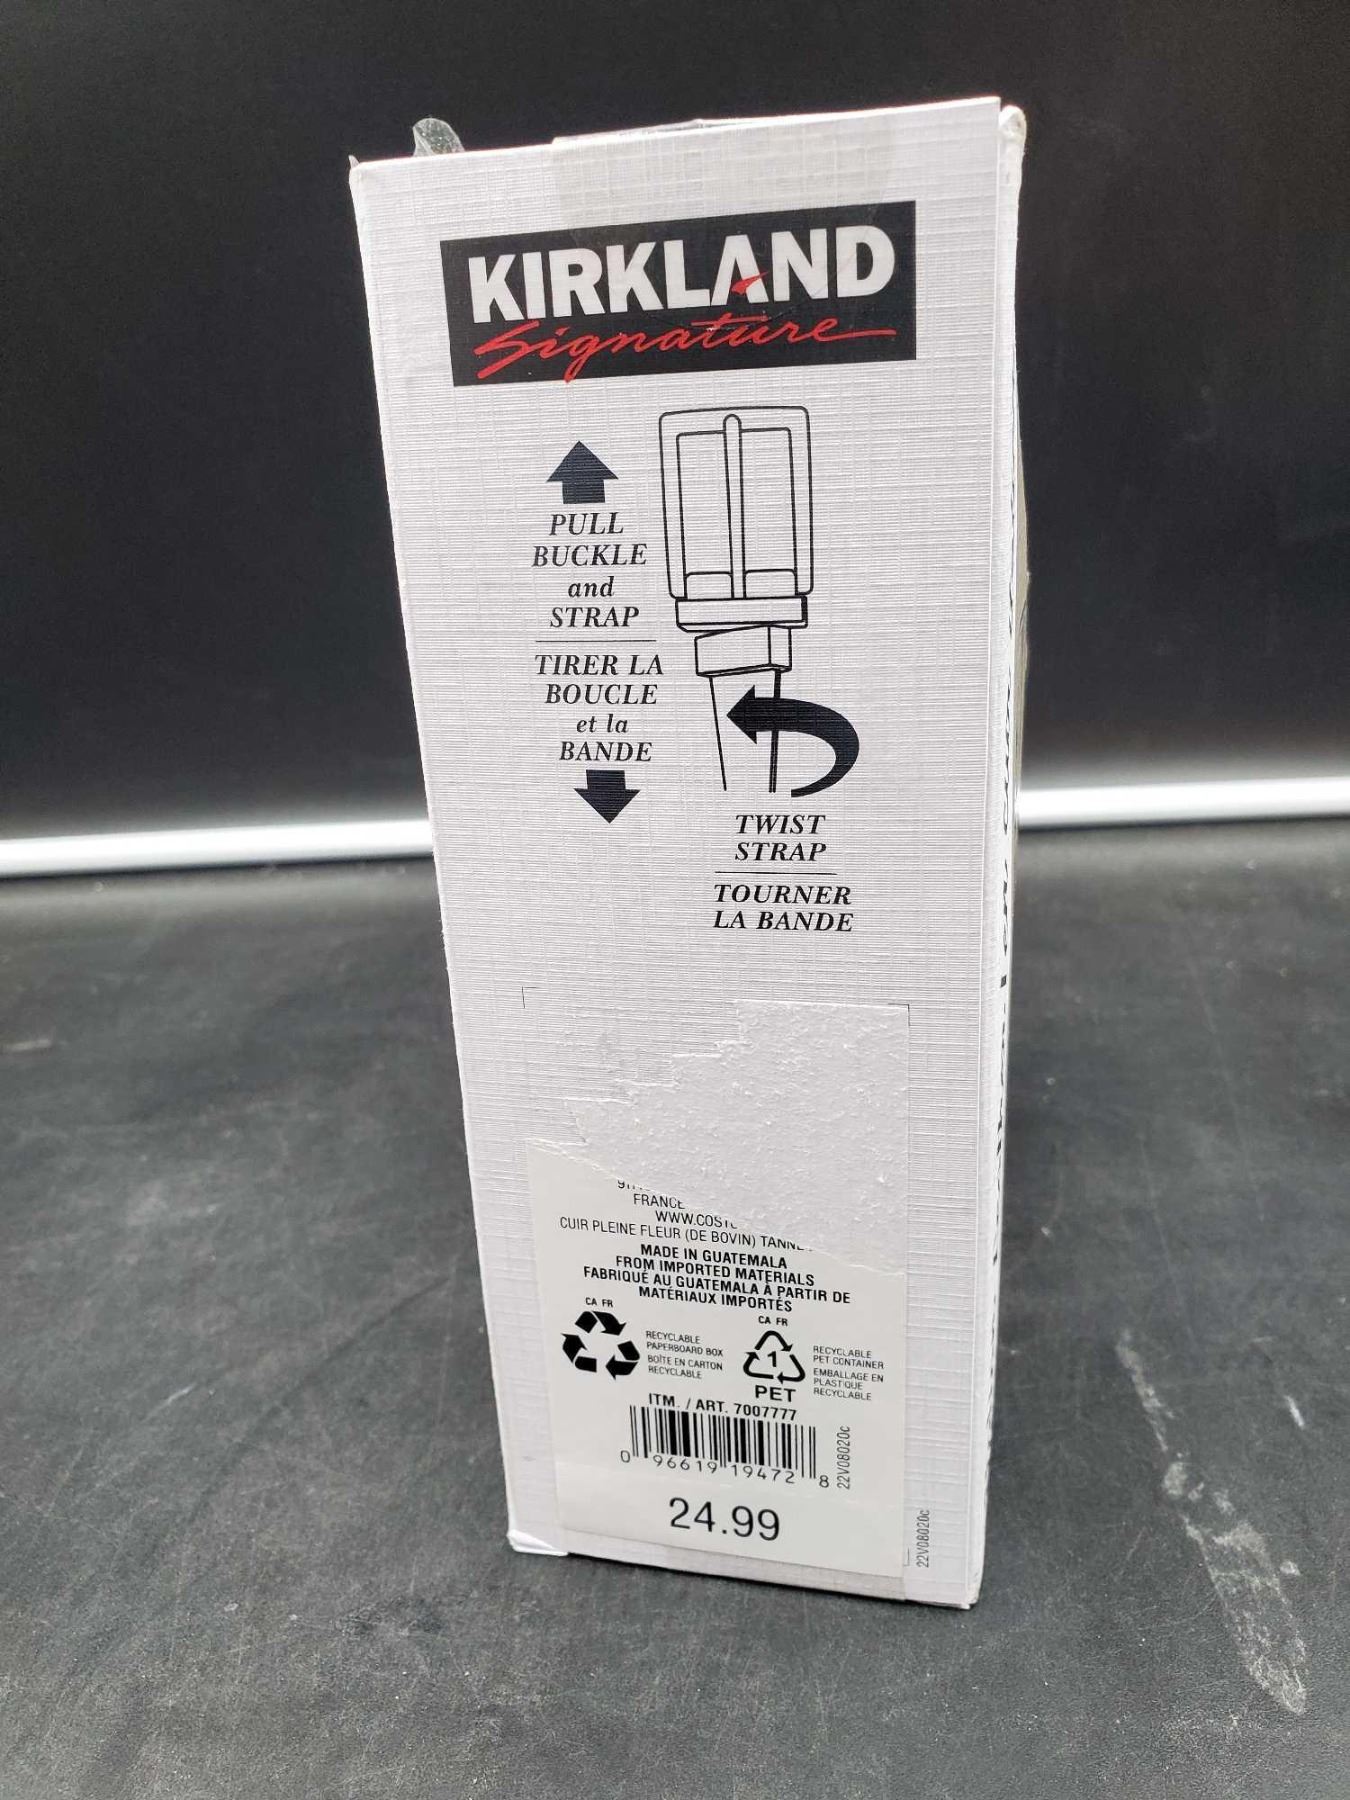 KIRKLAND
Signature
PULL
BUCKLE
and
STRAP
TIRER LA
BOUCLE
et la
BANDE
TWIST
STRAP
TOURNER
LA BANDE
FRANCE
CUIR PLEINE FLEUR (DE BOVIN)
MADE IN GUATEMALA
FROM IMPORTED MATERIALS
FABRIQUÉ AU GUATEMALA À PARTIR DE
MATÉRIAUX IMPORTÉS
CA FR
RECYCLABLE
PAPERBOARD BOX
BOÎTE EN CARTON
RECYCLABLE
CA FR
1
PET
RECYCLABLE
PET CONTAINER
EMBALLAGE EN
PLASTIQUE
RECYCLABLE
ITM. / ART. 7007777
0 96619 19472 8
22V08020c
24.99
22V08020c